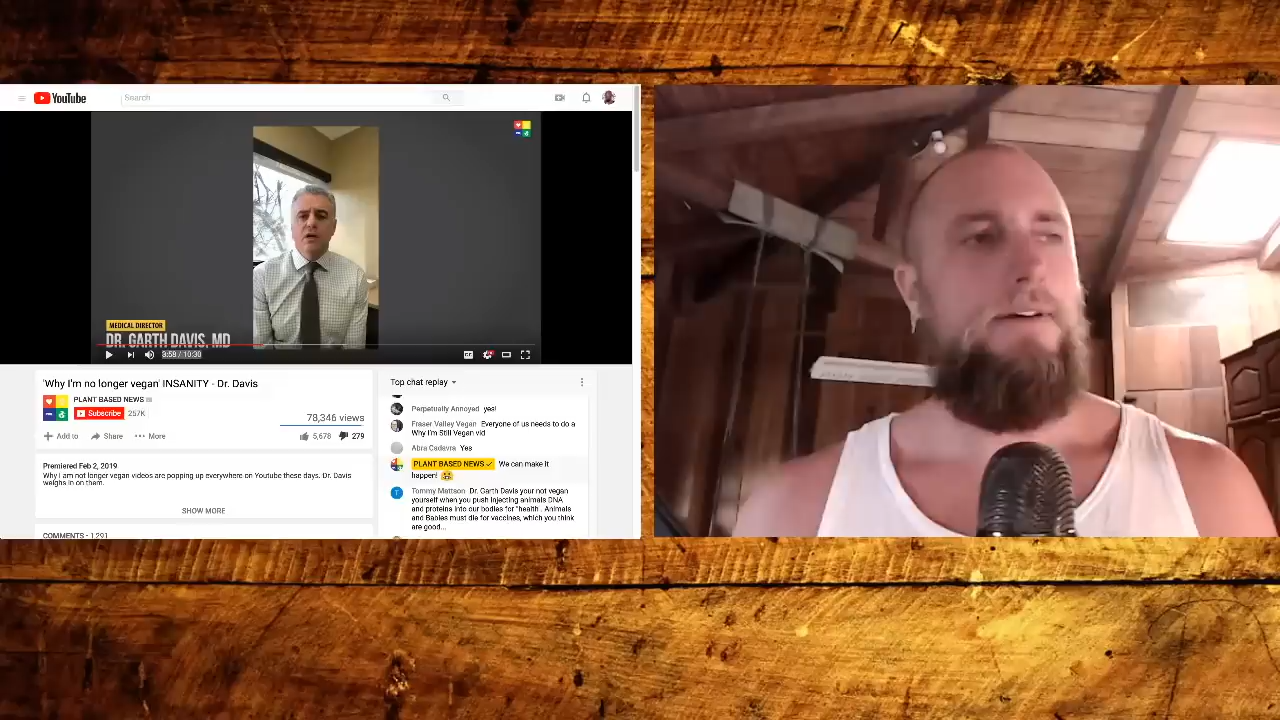 YouTube
Search
MEDICAL DIRECTOR
DR. GARTH DAVIS, MD
3:58 / 10:30
'Why I'm no longer vegan' INSANITY - Dr. Davis
PLANT BASED NEWS
Subscribe 257K
78,346 views
Add to Share More
5,678 279
Premiered Feb 2, 2019
Why I am not longer vegan videos are popping up everywhere on Youtube these days. Dr. Davis
weighs in on them.
SHOW MORE
COMMENTS • 1,291
Top chat replay
Perpetually Annoyed yes!
Fraser Valley Vegan Everyone of us needs to do a
Why I'm Still Vegan vid
Abra Cadavra Yes
PLANT BASED NEWS We can make it
happen!
Tommy Mattson Dr. Garth Davis your not vegan
yourself when you push injecting animals DNA
and proteins into our bodies for "health . Animals
and Babies must die for vaccines, which you think
are good...